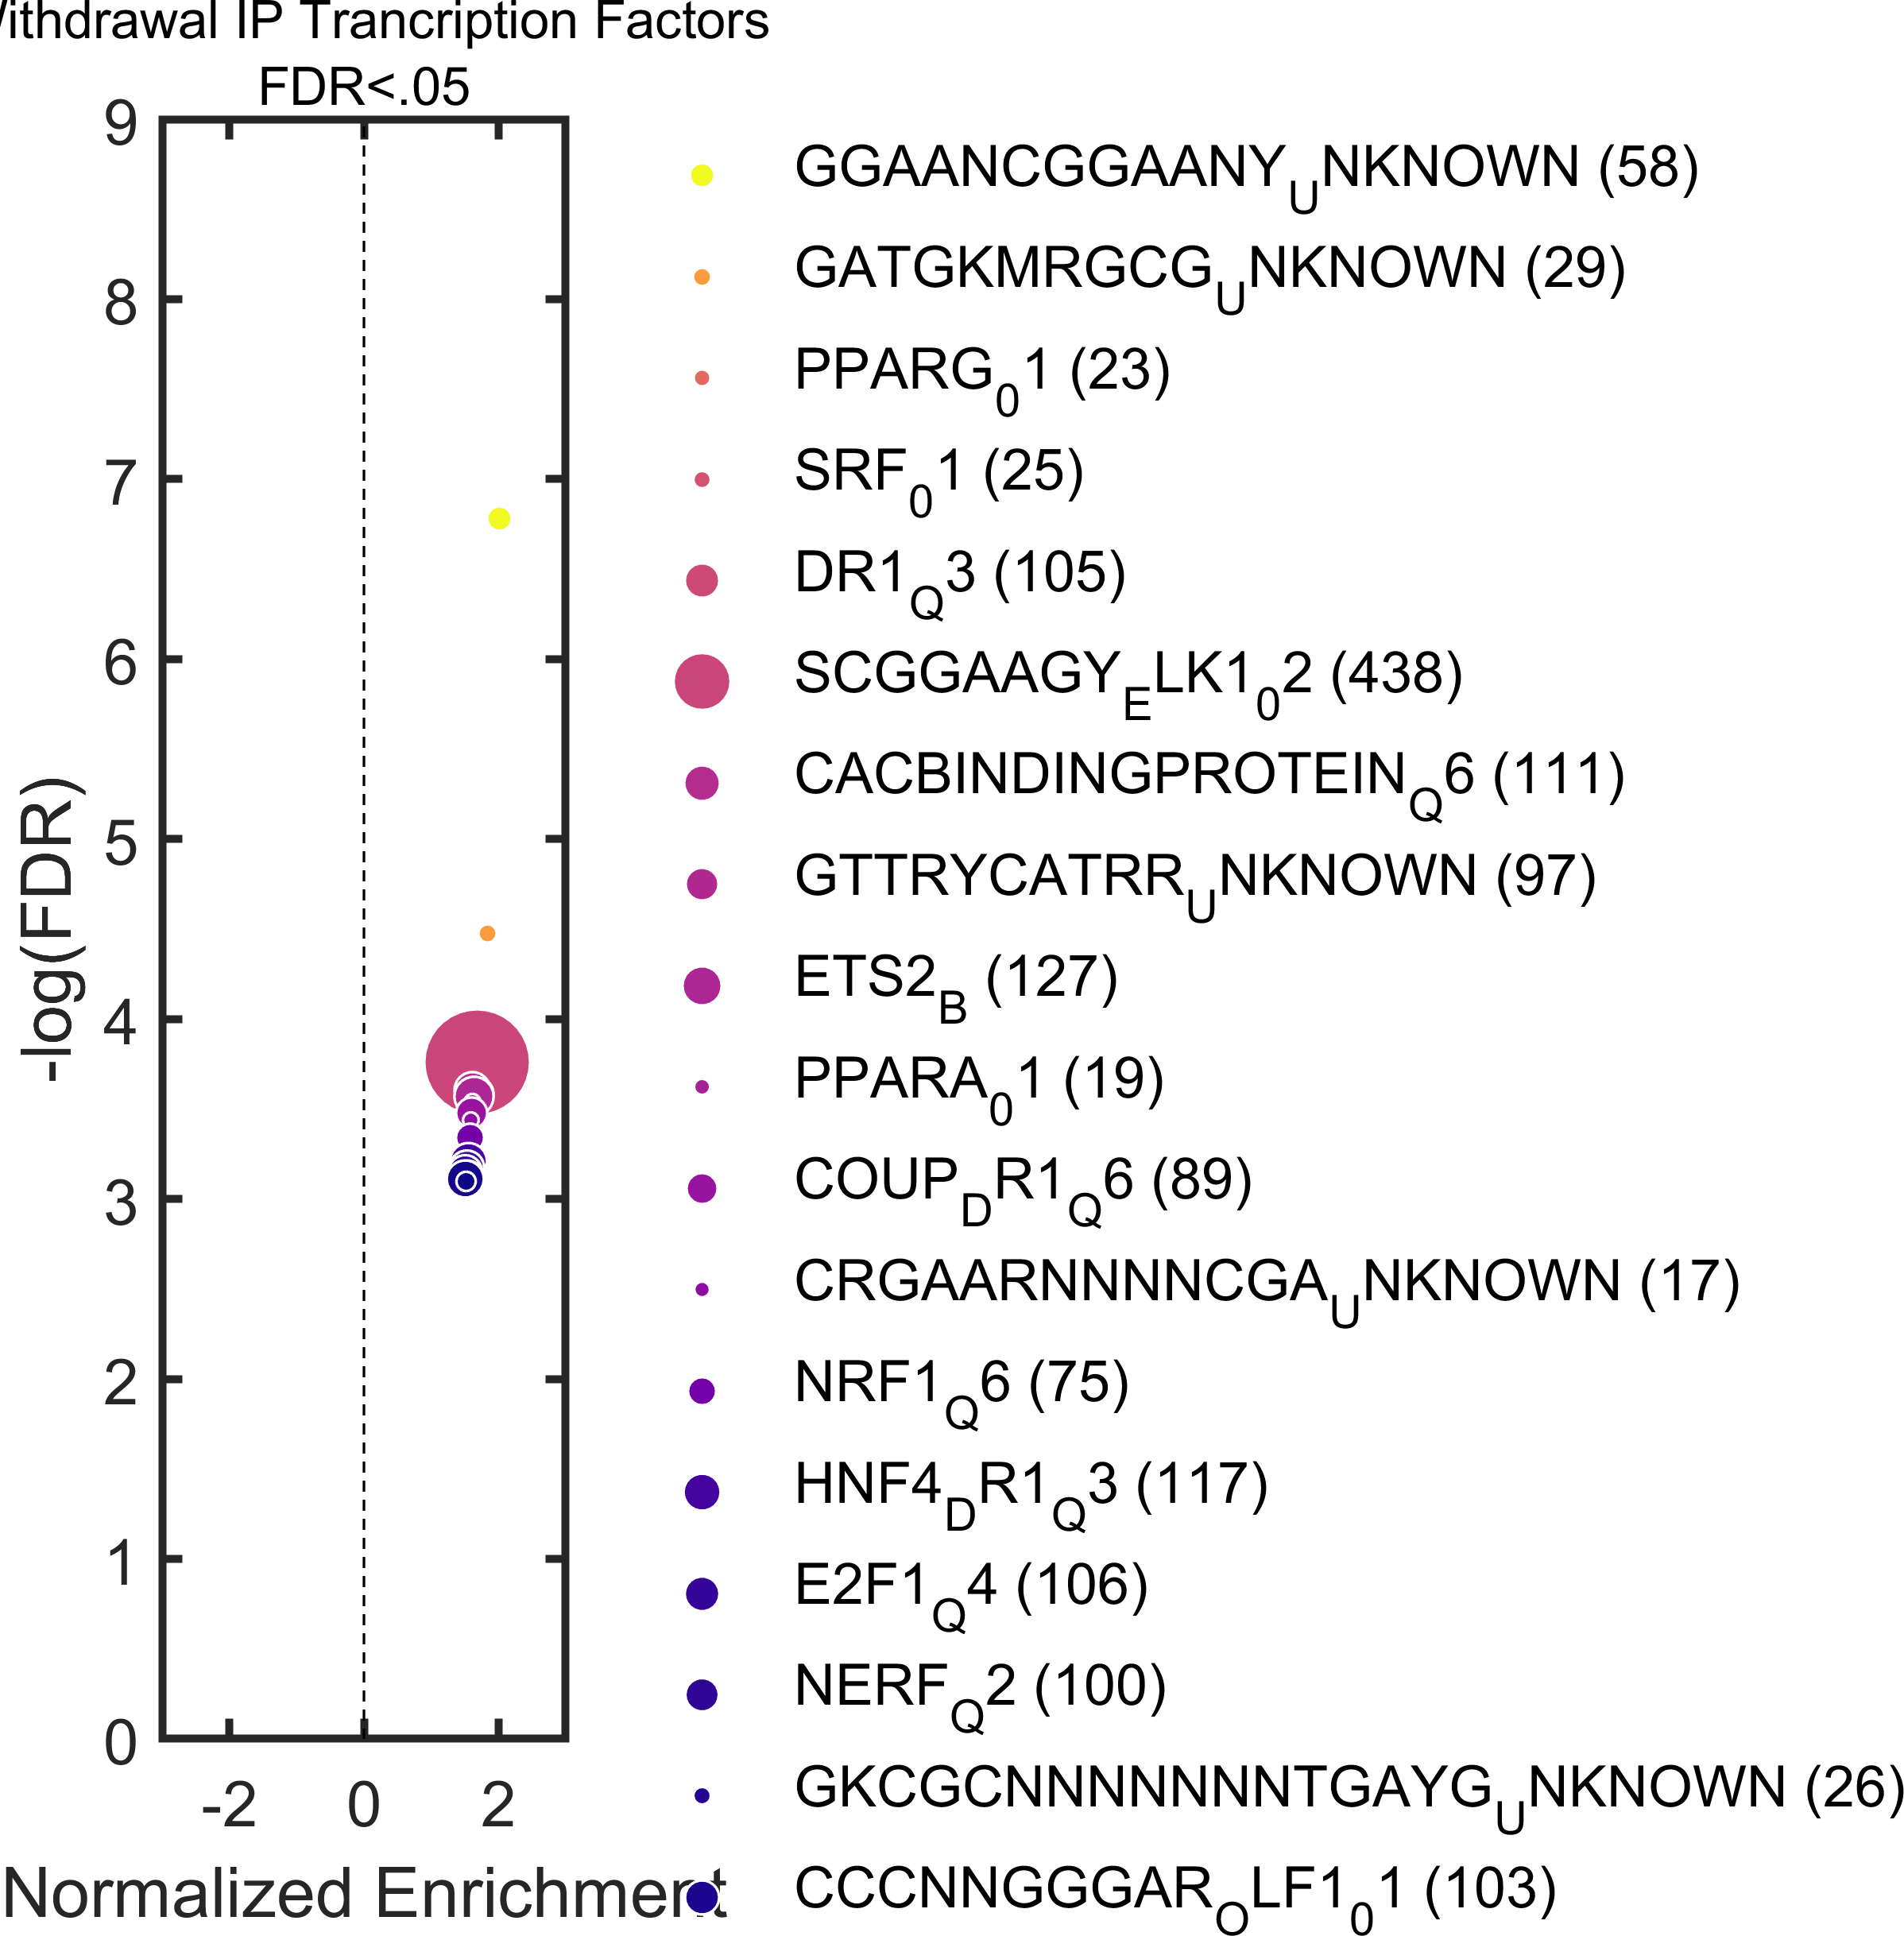 ithdrawal IP Trancription Factors
FDR<.05
9
8
7
6
5
4
3
2
1
0
-log(FDR)
-2 0 2
Normalized Enrichment
GGAANCGGAANY_UNKNOWN (58)
GATGKMRGCG_UNKNOWN (29)
PPARG_01 (23)
SRF_01 (25)
DR1_Q3 (105)
SCGGAAGY_ELK1_02 (438)
CACBINDINGPROTEIN_Q6 (111)
GTTRYCATRR_UNKNOWN (97)
ETS2_B (127)
PPARA_01 (19)
COUP_DR1_Q6 (89)
CRGAARNNNNCGA_UNKNOWN (17)
NRF1_Q6 (75)
HNF4_DR1_Q3 (117)
E2F1_Q4 (106)
NERF_Q2 (100)
GKCGCNNNNNNNTGAYG_UNKNOWN (26)
CCCNNGGGAR_OLF1_01 (103)